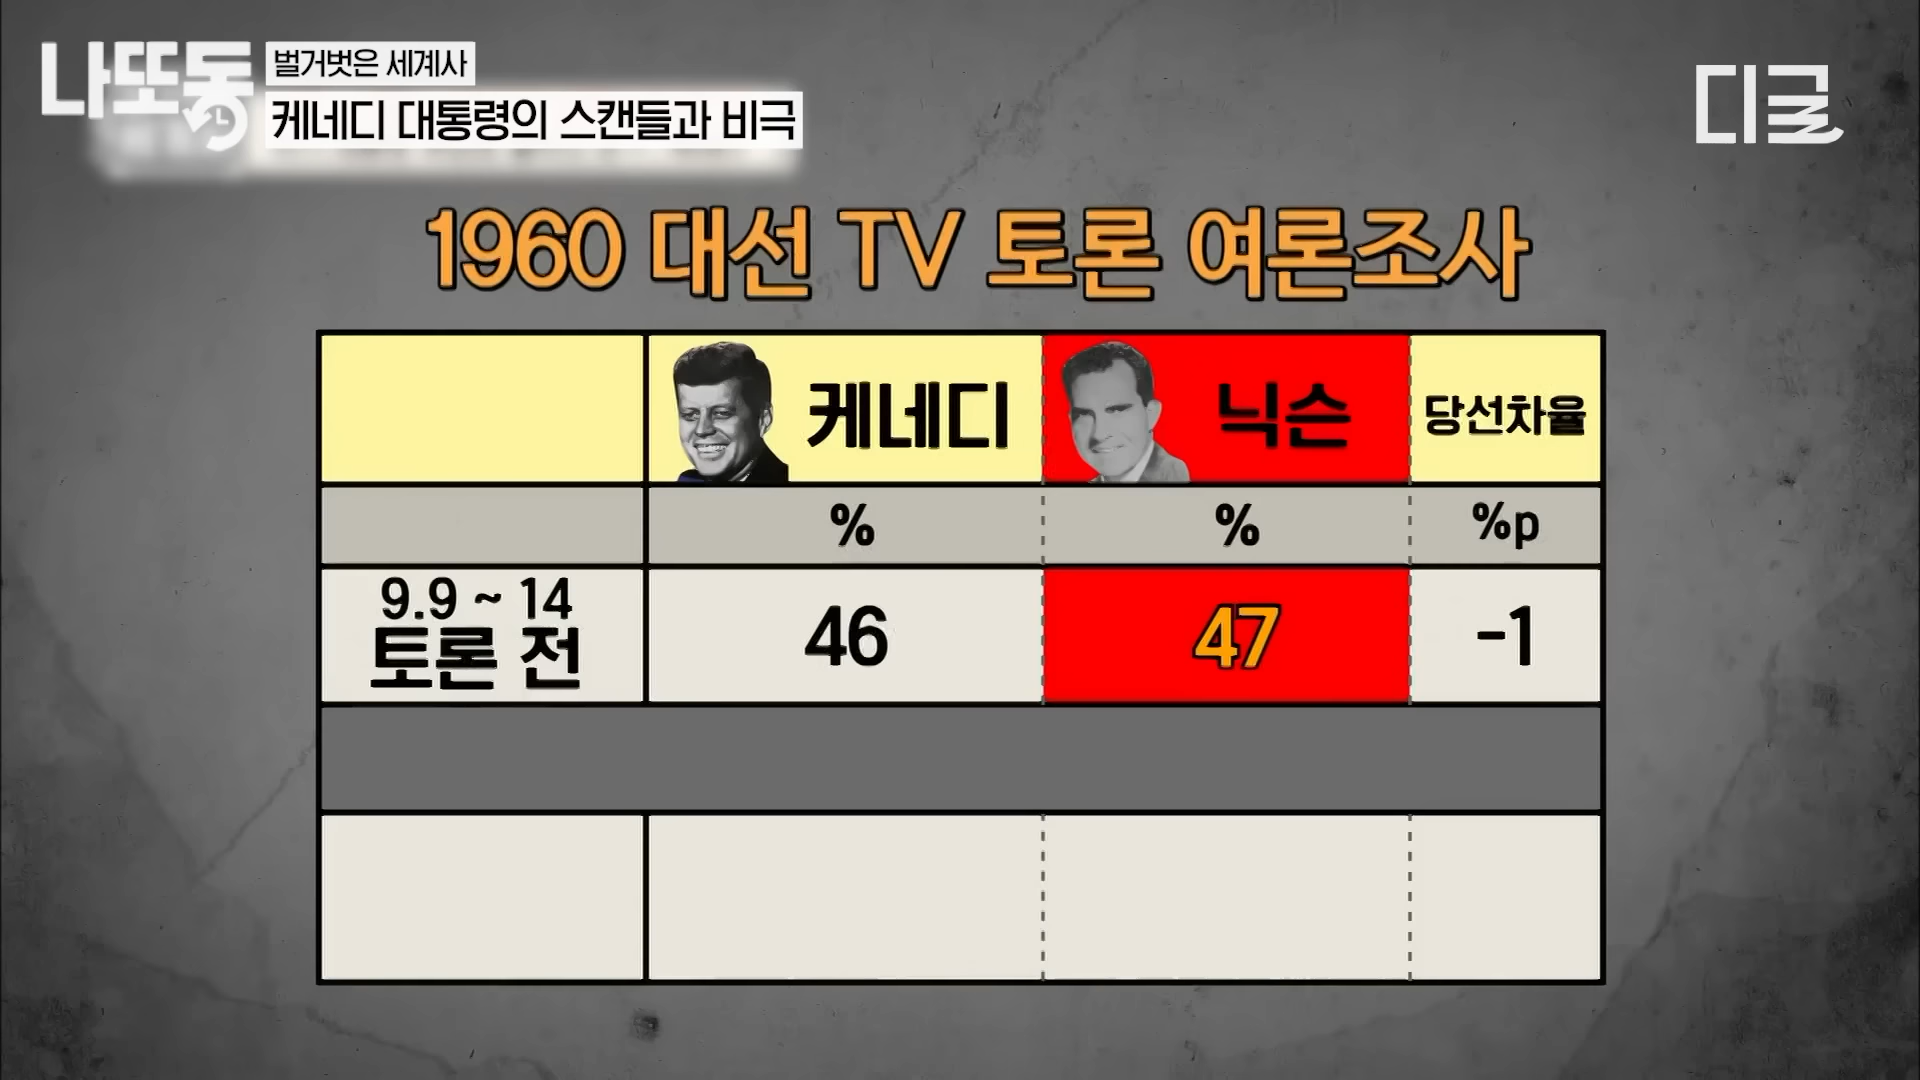 나또동
벌거벗은 세계사
케네디 대통령의 스캔들과 비극
디글
1960 대선 TV 토론 여론조사
케네디 닉슨 당선차율
% % %p
9.9 ~ 14
토론 전 46 47 -1